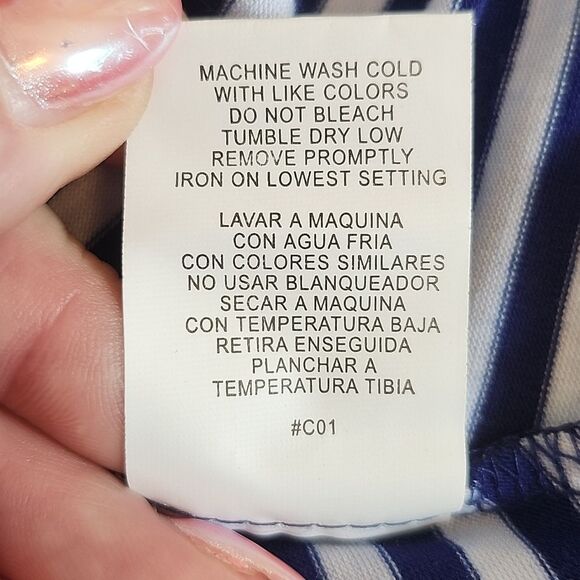 MACHINE WASH COLD
WITH LIKE COLORS
DO NOT BLEACH
TUMBLE DRY LOW
REMOVE PROMPTLY
IRON ON LOWEST SETTING
LAVAR A MAQUINA
CON AGUA FRIA
CON COLORES SIMILARES
NO USAR BLANQUEADOR
SECAR A MAQUINA
CON TEMPERATURA BAJA
RETIRA ENSEGUIDA
PLANCHAR A
TEMPERATURA TIBIA
#C01